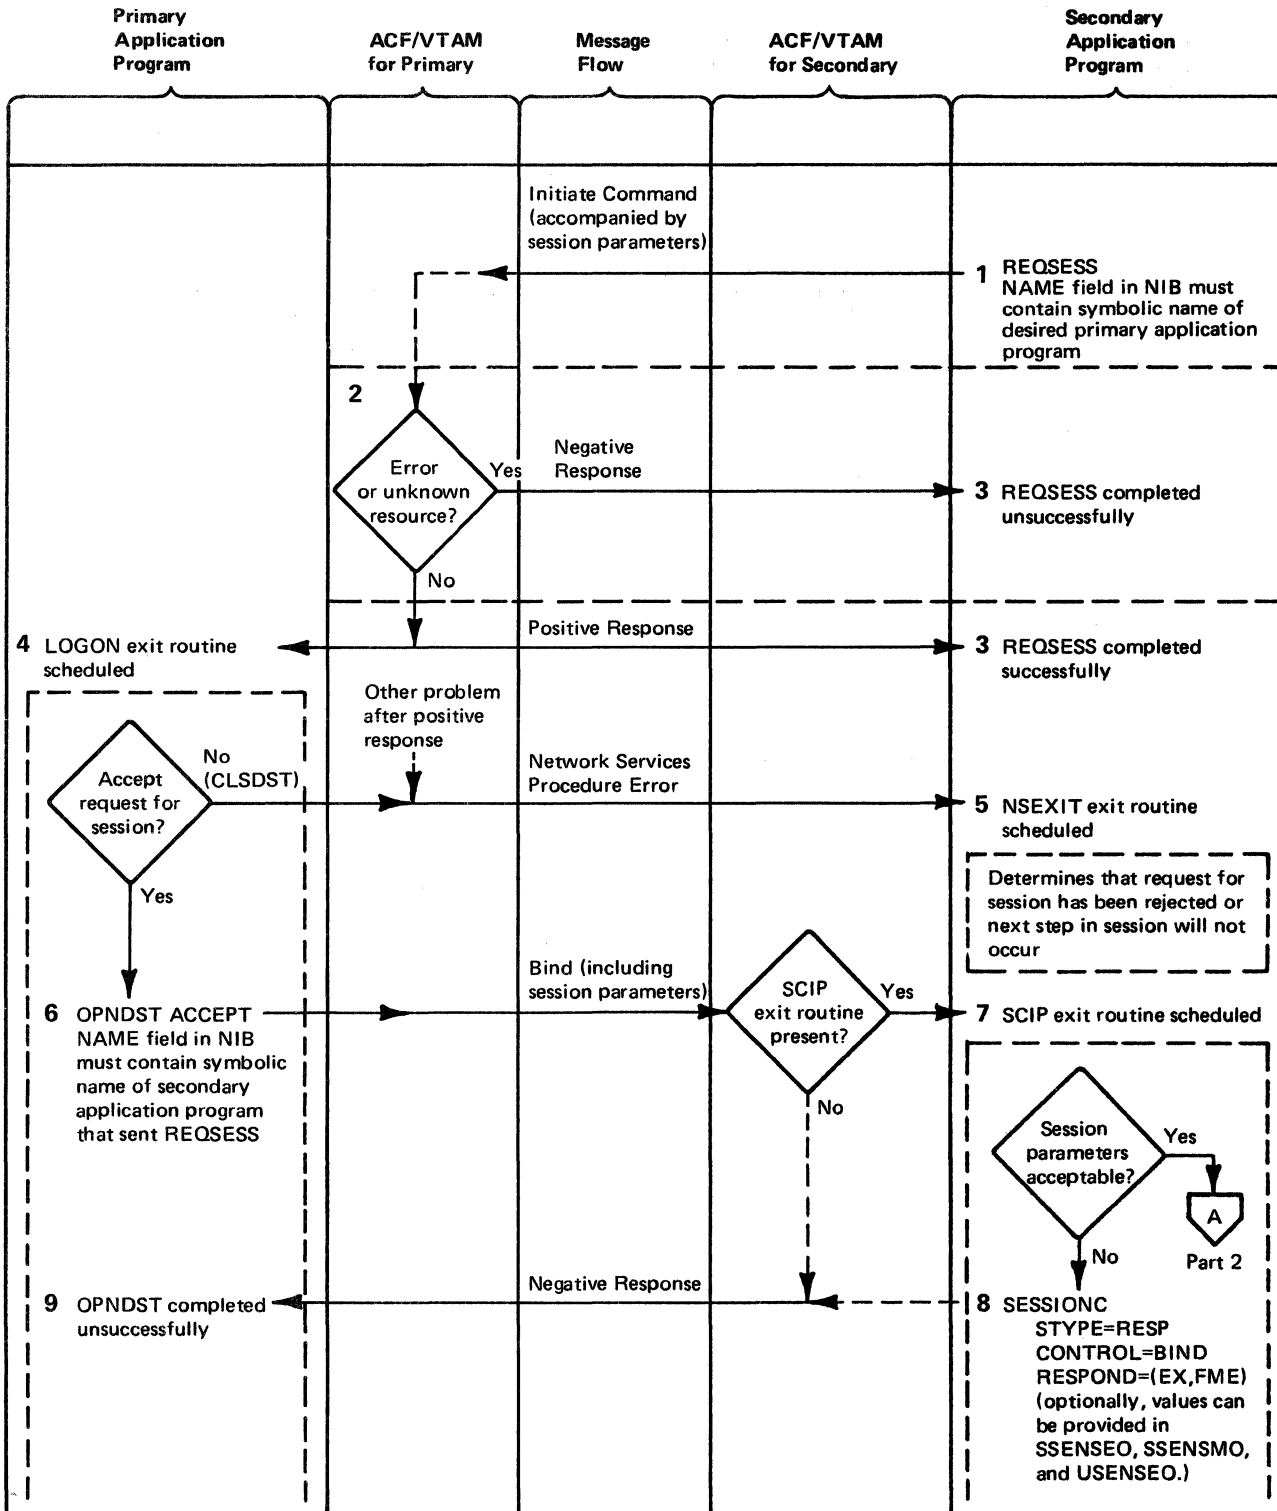 Primary
Application
Program
ACF/VTAM
for Primary
Message
Flow
ACF/VTAM
for Secondary
Secondary
Application
Program
Initiate Command
(accompanied by
session parameters)
1 REQSESS
NAME field in NIB must
contain symbolic name of
desired primary application
program
2
Error
or unknown
resource?
Yes
Negative
Response
3 REQSESS completed
unsuccessfully
No
4 LOGON exit routine
scheduled
Positive Response
3 REQSESS completed
successfully
Other problem
after positive
response
Accept
request for
session?
No
(CLSDST)
Network Services
Procedure Error
5 NSEXIT exit routine
scheduled
Determines that request for
session has been rejected or
next step in session will not
occur
Yes
6 OPNDST ACCEPT
NAME field in NIB
must contain symbolic
name of secondary
application program
that sent REQSESS
Bind (including
session parameters)
SCIP
exit routine
present?
Yes
7 SCIP exit routine scheduled
No
Session
parameters
acceptable?
Yes
A
Part 2
No
9 OPNDST completed
unsuccessfully
Negative Response
8 SESSIONC
STYPE=RESP
CONTROL=BIND
RESPOND=(EX,FME)
(optionally, values can
be provided in
SSENSEO, SSENSMO,
and USENSEO.)